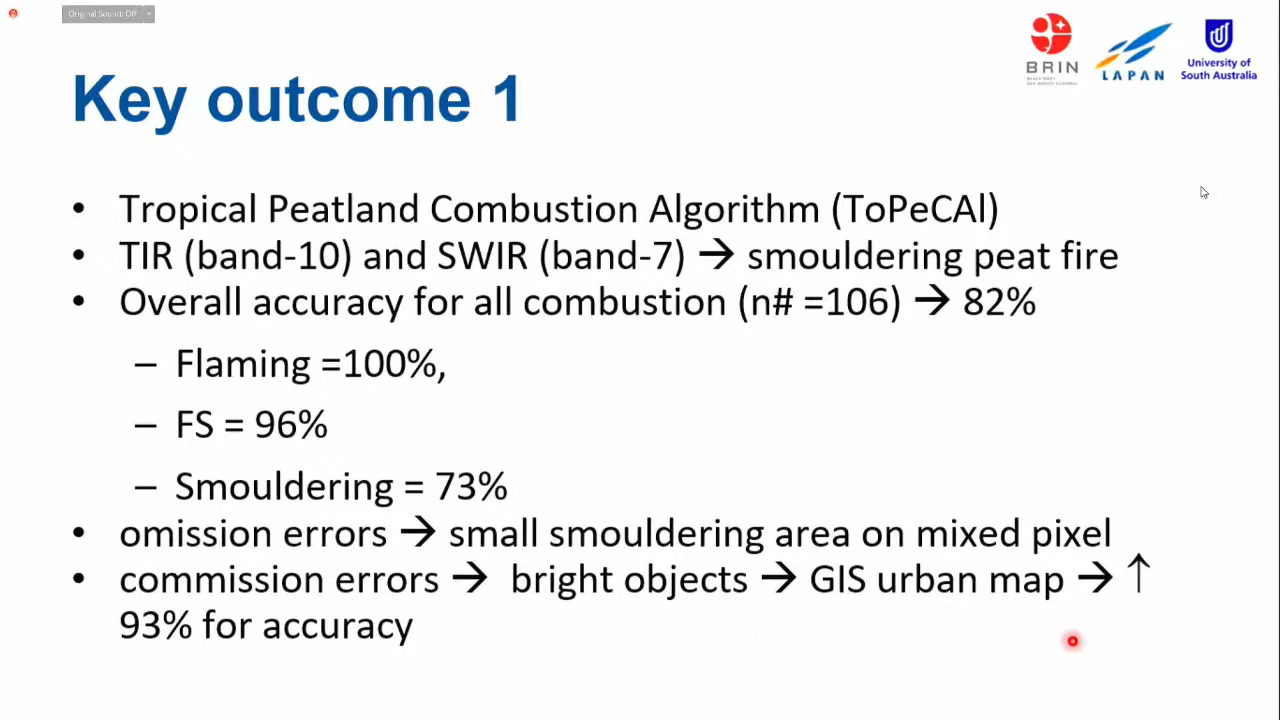 Original Sound: Off
BRIN
LAPAN
University of
South Australia
Key outcome 1
• Tropical Peatland Combustion Algorithm (ToPeCAl)
• TIR (band-10) and SWIR (band-7) → smouldering peat fire
• Overall accuracy for all combustion (n# =106) → 82%
– Flaming =100%,
– FS = 96%
– Smouldering = 73%
• omission errors → small smouldering area on mixed pixel
• commission errors → bright objects → GIS urban map → ↑
93% for accuracy